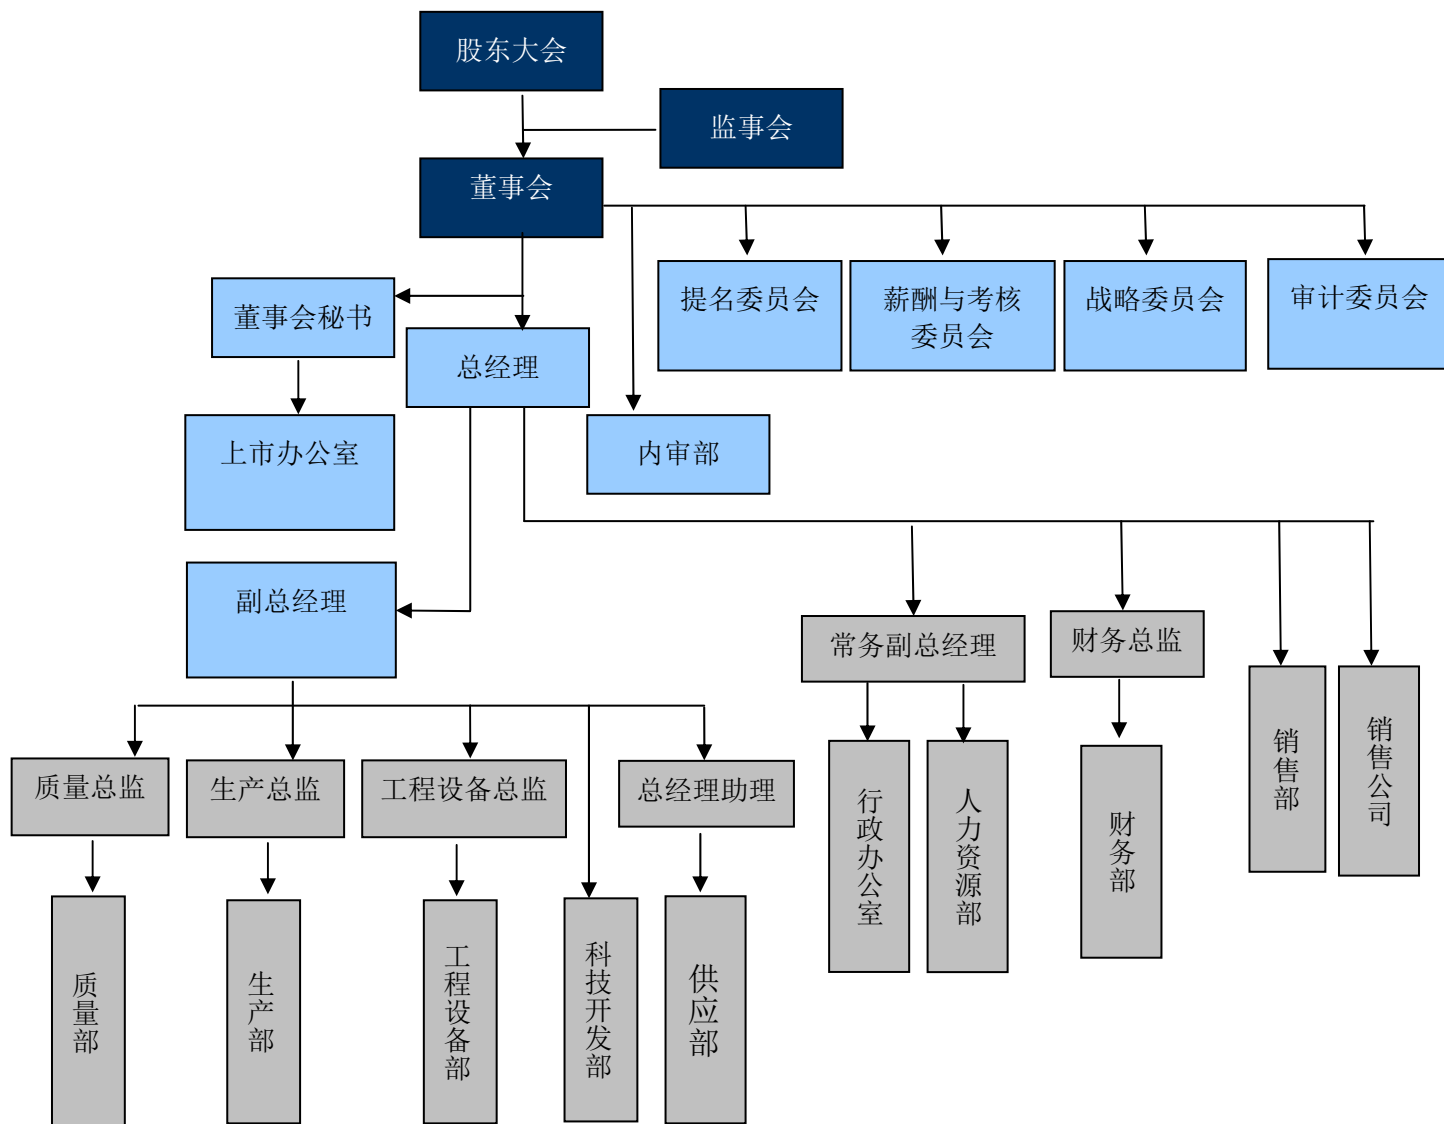 股东大会
监事会
董事会
提名委员会
薪酬与考核
委员会
战略委员会
审计委员会
董事会秘书
总经理
上市办公室
内审部
副总经理
常务副总经理
财务总监
销售部
销售公司
质量总监
生产总监
工程设备总监
总经理助理
行政办公室
人力资源部
财务部
质量部
生产部
工程设备部
科技开发部
供应部